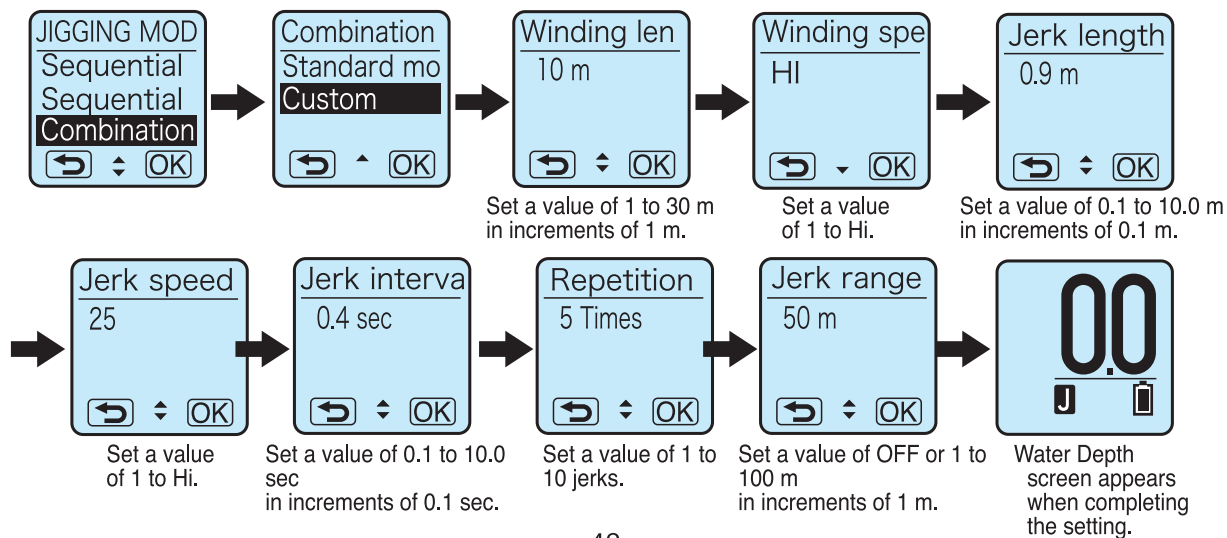 JIGGING MOD
Sequential
Sequential
Combination
OK
Combination
Standard mo
Custom
OK
Winding len
10 m
OK
Set a value of 1 to 30 m
in increments of 1 m.
Winding spe
HI
OK
Set a value
of 1 to Hi.
Jerk length
0.9 m
OK
Set a value of 0.1 to 10.0 m
in increments of 0.1 m.
Jerk speed
25
OK
Set a value
of 1 to Hi.
Jerk interva
0.4 sec
OK
Set a value of 0.1 to 10.0
sec
in increments of 0.1 sec.
Repetition
5 Times
OK
Set a value of 1 to
10 jerks.
Jerk range
50 m
OK
Set a value of OFF or 1 to
100 m
in increments of 1 m.
0.0
J
Water Depth
screen appears
when completing
the setting.